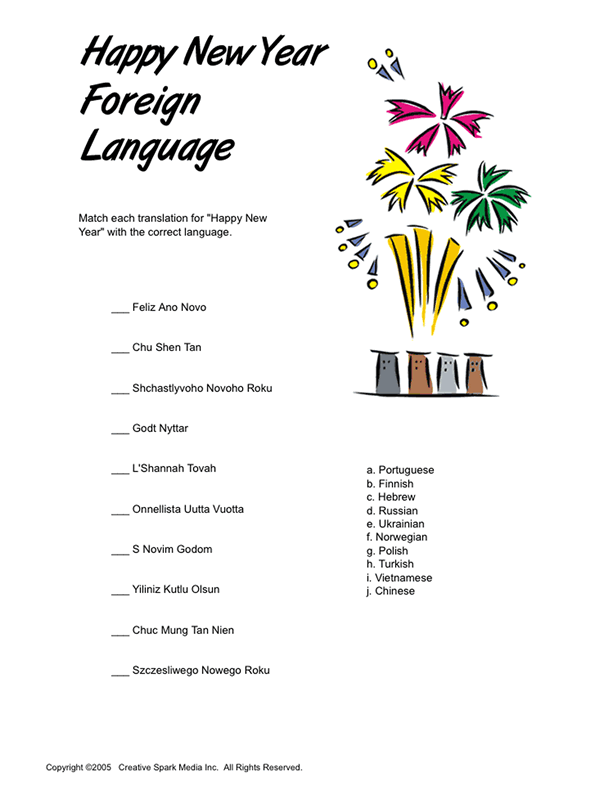 Happy New Year
Foreign
Language
Match each translation for "Happy New
Year" with the correct language.
___ Feliz Ano Novo
___ Chu Shen Tan
___ Shchastlyvoho Novoho Roku
___ Godt Nyttar
___ L'Shannah Tovah
___ Onnellista Uutta Vuotta
___ S Novim Godom
___ Yiliniz Kutlu Olsun
___ Chuc Mung Tan Nien
___ Szczesliwego Nowego Roku
a. Portuguese
b. Finnish
c. Hebrew
d. Russian
e. Ukrainian
f. Norwegian
g. Polish
h. Turkish
i. Vietnamese
j. Chinese
Copyright ©2005 Creative Spark Media Inc. All Rights Reserved.